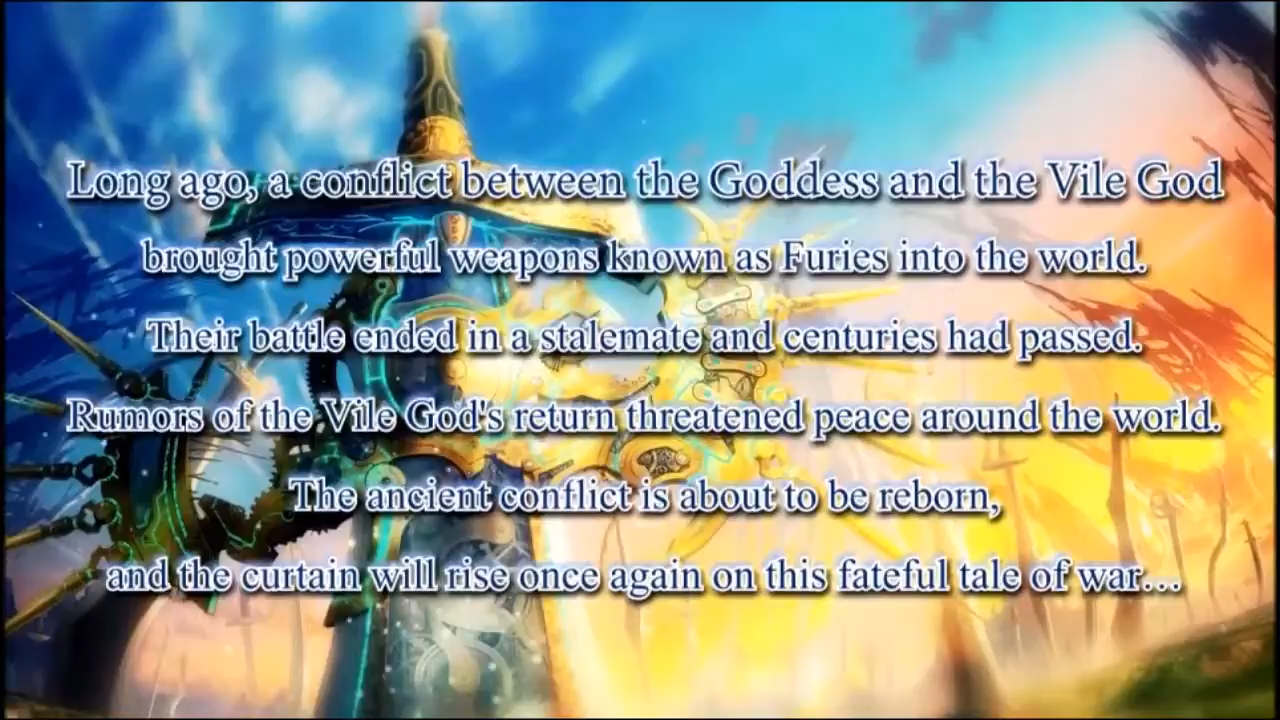 Long ago, a conflict between the Goddess and the Vile God
brought powerful weapons known as Furies into the world.
Their battle ended in a stalemate and centuries had passed.
Rumors of the Vile God's return threatened peace around the world.
The ancient conflict is about to be reborn,
and the curtain will rise once again on this fateful tale of war...